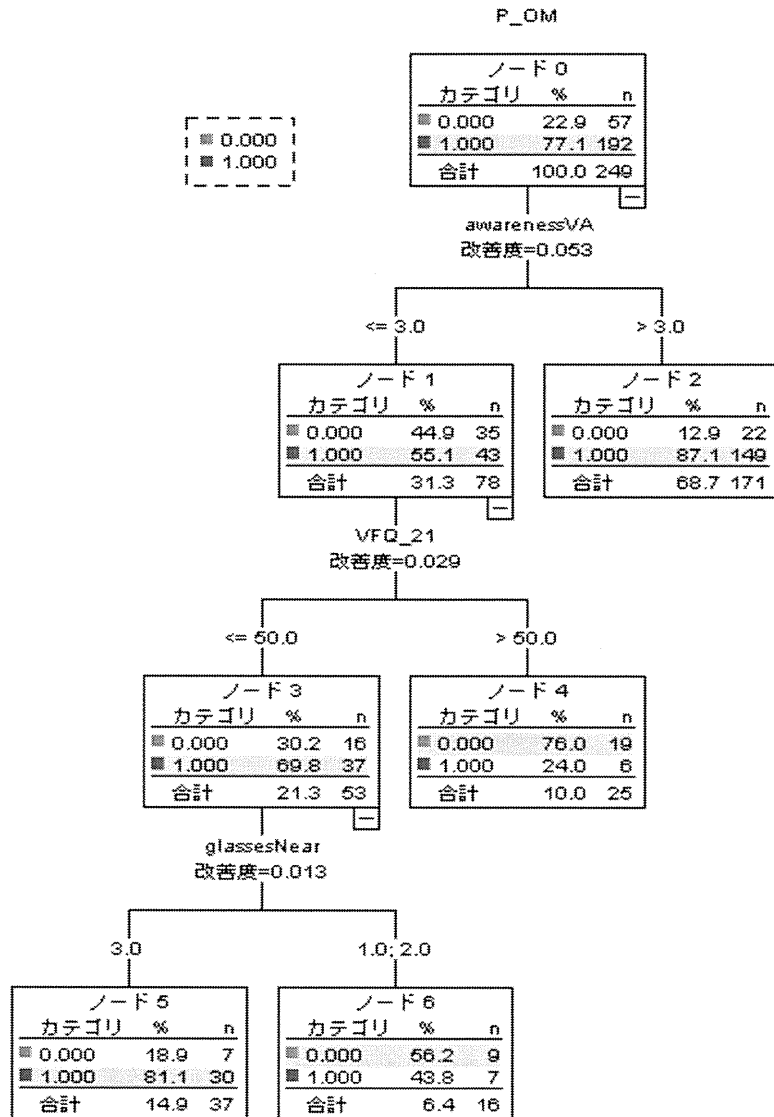 P_OM
ノード 0
カテゴリ % n
0.000 22.9 57
1.000 77.1 192
合計 100.0 249
0.000
1.000
awarenessVA
改善度=0.053
<= 3.0
> 3.0
ノード 1
カテゴリ % n
0.000 44.9 35
1.000 55.1 43
合計 31.3 78
ノード 2
カテゴリ % n
0.000 12.9 22
1.000 87.1 149
合計 68.7 171
VFQ_21
改善度=0.029
<= 50.0
> 50.0
ノード 3
カテゴリ % n
0.000 30.2 16
1.000 69.8 37
合計 21.3 53
ノード 4
カテゴリ % n
0.000 76.0 19
1.000 24.0 6
合計 10.0 25
glassesNear
改善度=0.013
3.0
1.0; 2.0
ノード 5
カテゴリ % n
0.000 18.9 7
1.000 81.1 30
合計 14.9 37
ノード 6
カテゴリ % n
0.000 56.2 9
1.000 43.8 7
合計 6.4 16